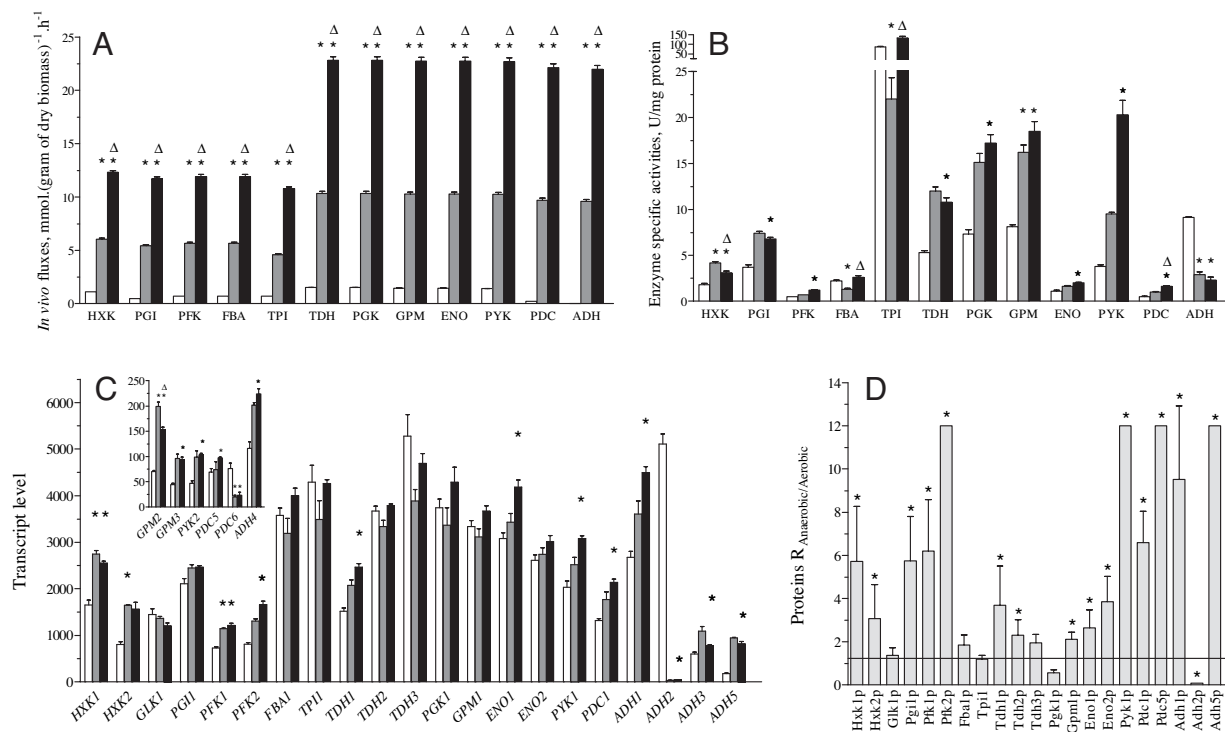 A
In vivo fluxes, mmol.(gram of dry biomass)⁻¹.h⁻¹
25
20
15
10
5
0
* * Δ * * Δ * * Δ * * Δ * * Δ * * Δ * * Δ * * Δ * * Δ * * Δ * * Δ * * Δ
HXK PGI PFK FBA TPI TDH PGK GPM ENO PYK PDC ADH
B
Enzyme specific activities, U/mg protein
150
100
50
25
20
15
10
5
0
* * Δ * * * Δ * Δ * * * * * * * Δ * *
HXK PGI PFK FBA TPI TDH PGK GPM ENO PYK PDC ADH
C
Transcript level
6000
5000
4000
3000
2000
1000
0
250
200
150
100
50
0
* * Δ * * * * * *
GPM2 GPM3 PYK2 PDC5 PDC6 ADH4
* * * * * * * * * * * * * *
HXK1 HXK2 GLK1 PGI1 PFK1 PFK2 FBA1 TPI1 TDH1 TDH2 TDH3 PGK1 GPM1 ENO1 ENO2 PYK1 PDC1 ADH1 ADH2 ADH3 ADH5
D
Proteins R Anaerobic/Aerobic
14
12
10
8
6
4
2
0
* * * * * * * * * * * * * * * *
Hxk1p Hxk2p Glk1p Pgi1p Pfk1p Pfk2p Fba1p Tpi1 Tdh1p Tdh2p Tdh3p Pgk1p Gpm1p Eno1p Eno2p Pyk1p Pdc1p Pdc5p Adh1p Adh2p Adh5p